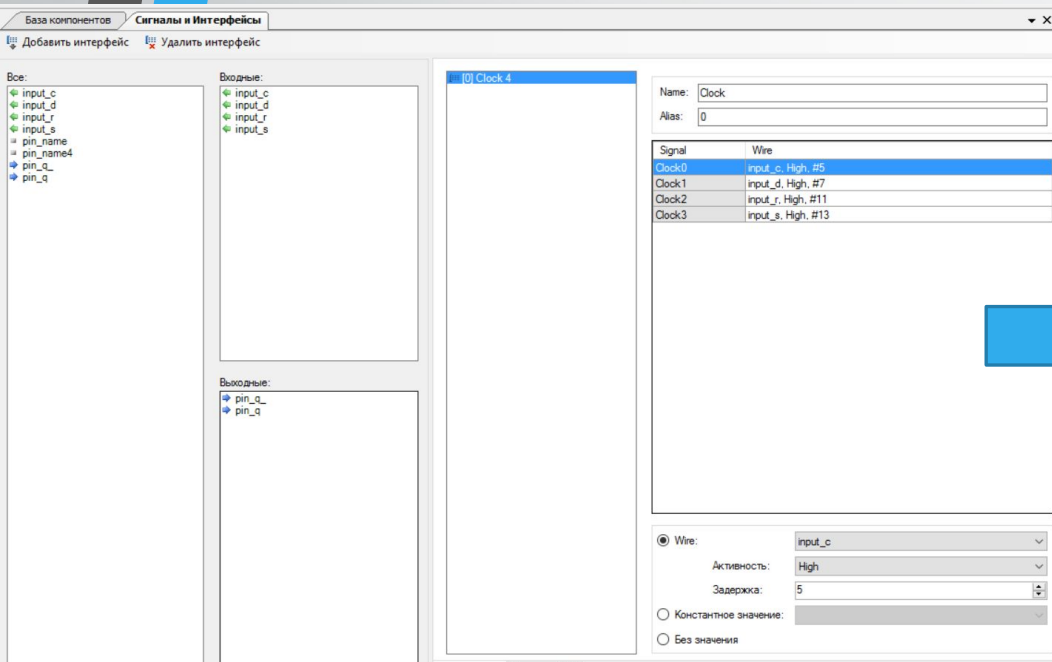 База компонентов
Сигналы и Интерфейсы
Добавить интерфейс
Удалить интерфейс
Все:
input_c
input_d
input_r
input_s
pin_name
pin_name4
pin_q_
pin_q
Входные:
input_c
input_d
input_r
input_s
Выходные:
pin_q_
pin_q
[0] Clock 4
Name: Clock
Alias: 0
Signal Wire
Clock0 input_c, High, #5
Clock1 input_d, High, #7
Clock2 input_r, High, #11
Clock3 input_s, High, #13
Wire: input_c
Активность: High
Задержка: 5
Константное значение:
Без значения